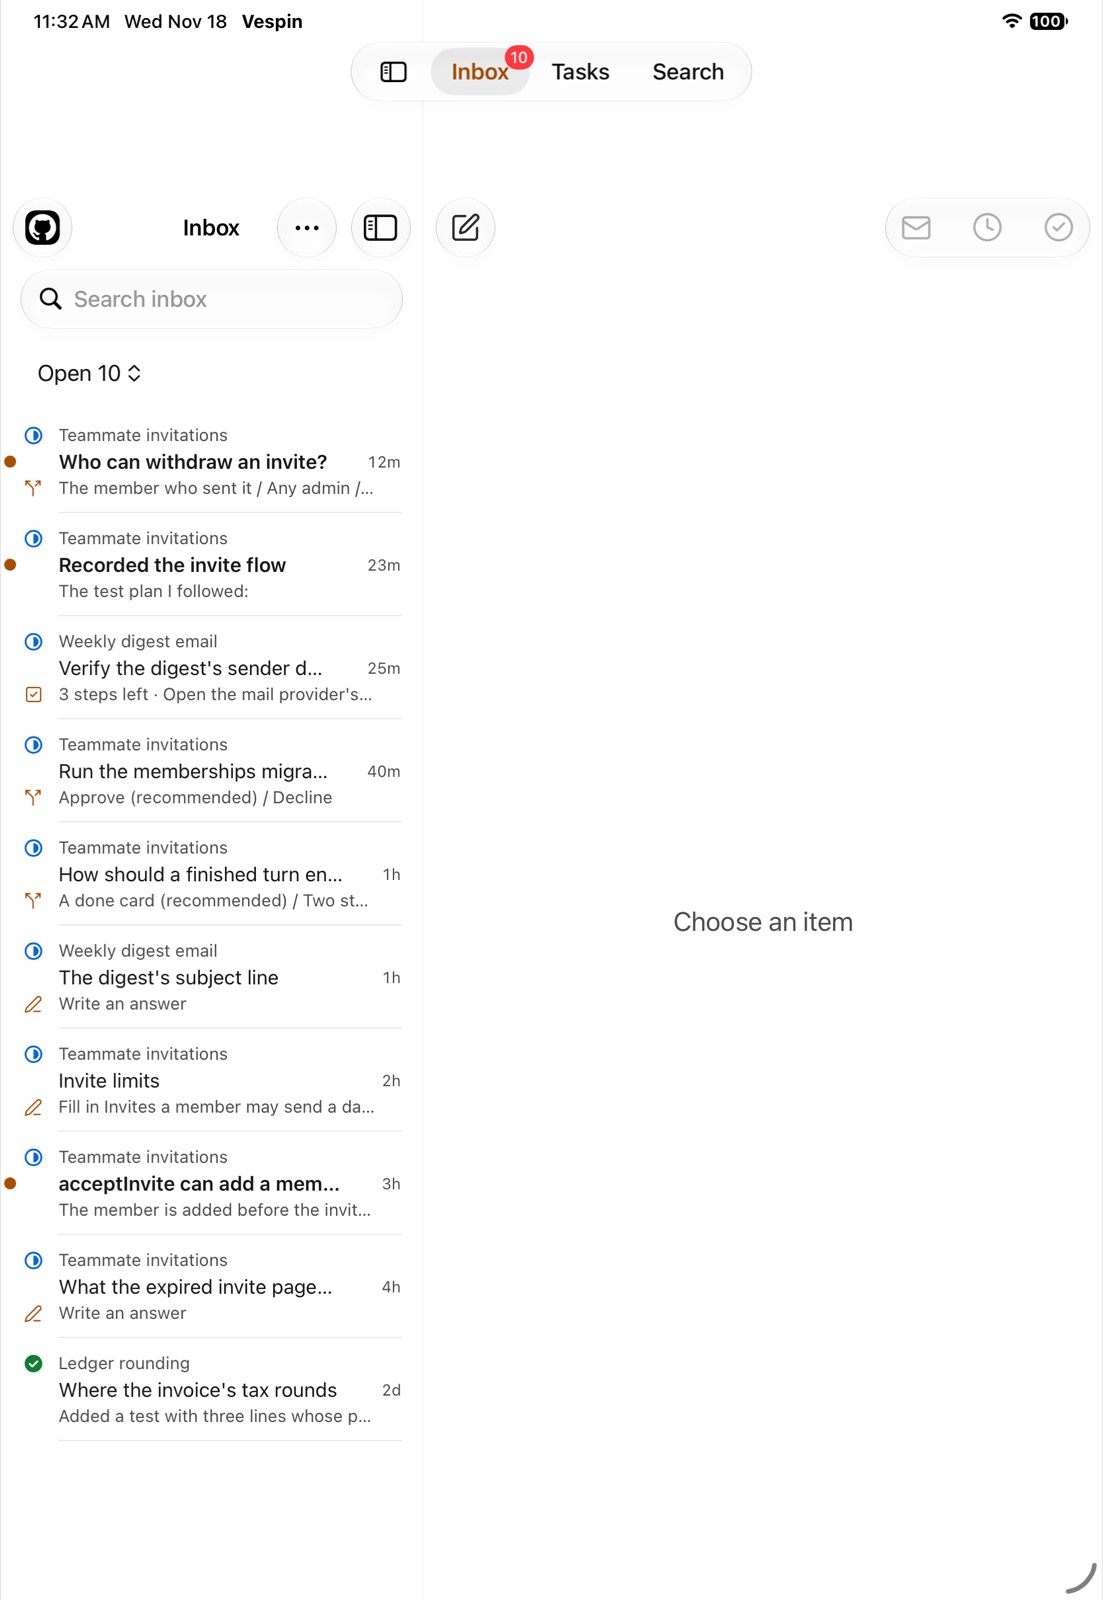 11:32 AM Wed Nov 18 Vespin
100
Inbox 10 Tasks Search
Inbox
Search inbox
Open 10
Teammate invitations
Who can withdraw an invite? 12m
The member who sent it / Any admin /...
Teammate invitations
Recorded the invite flow 23m
The test plan I followed:
Weekly digest email
Verify the digest's sender d... 25m
3 steps left · Open the mail provider's...
Teammate invitations
Run the memberships migra... 40m
Approve (recommended) / Decline
Teammate invitations
How should a finished turn en... 1h
A done card (recommended) / Two st...
Weekly digest email
The digest's subject line 1h
Write an answer
Teammate invitations
Invite limits 2h
Fill in Invites a member may send a da...
Teammate invitations
acceptInvite can add a mem... 3h
The member is added before the invit...
Teammate invitations
What the expired invite page... 4h
Write an answer
Ledger rounding
Where the invoice's tax rounds 2d
Added a test with three lines whose p...
Choose an item